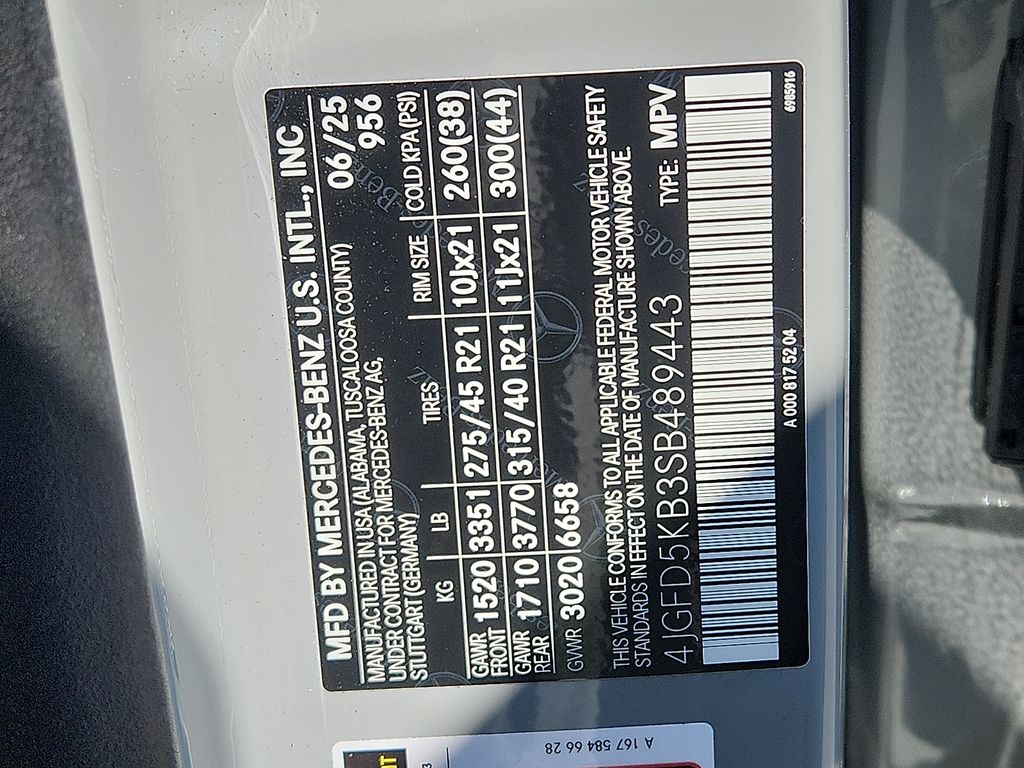 MFD BY MERCEDES-BENZ U.S. INTL., INC
MANUFACTURED IN USA (ALABAMA, TUSCALOOSA COUNTY) 06/25
UNDER CONTRACT FOR MERCEDES-BENZ AG, 956
STUTTGART (GERMANY)
KG LB TIRES RIM SIZE COLD KPA (PSI)
GAWR FRONT 1520 3351 275/45 R21 10Jx21 260(38)
GAWR REAR 1710 3770 315/40 R21 11Jx21 300(44)
GVWR 3020 6658
THIS VEHICLE CONFORMS TO ALL APPLICABLE FEDERAL MOTOR VEHICLE SAFETY
STANDARDS IN EFFECT ON THE DATE OF MANUFACTURE SHOWN ABOVE.
4JGFD5KB3SB489443 TYPE: MPV
A 000 817 52 04 6985916
A 167 584 66 28